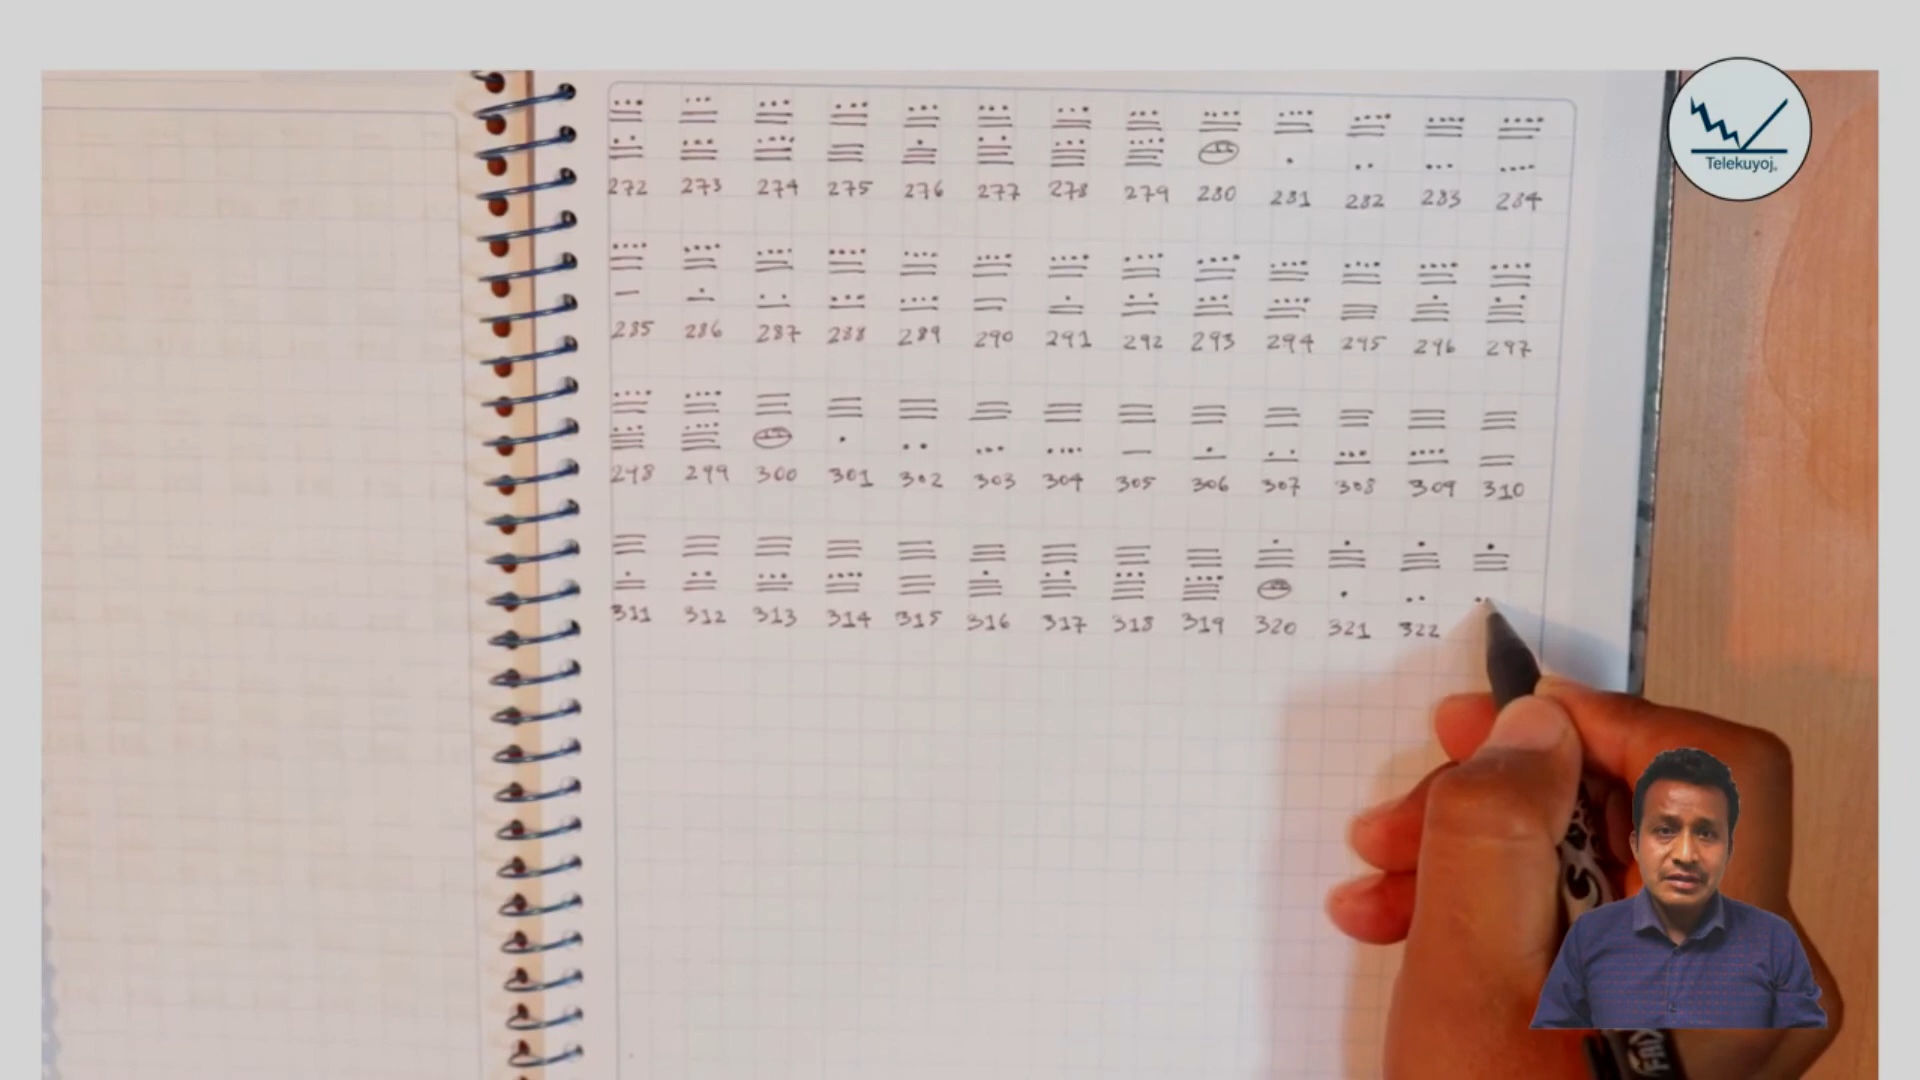 Telekuyoj
272 273 274 275 276 277 278 279 280 281 282 283 284
285 286 287 288 289 290 291 292 293 294 295 296 297
298 299 300 301 302 303 304 305 306 307 308 309 310
311 312 313 314 315 316 317 318 319 320 321 322